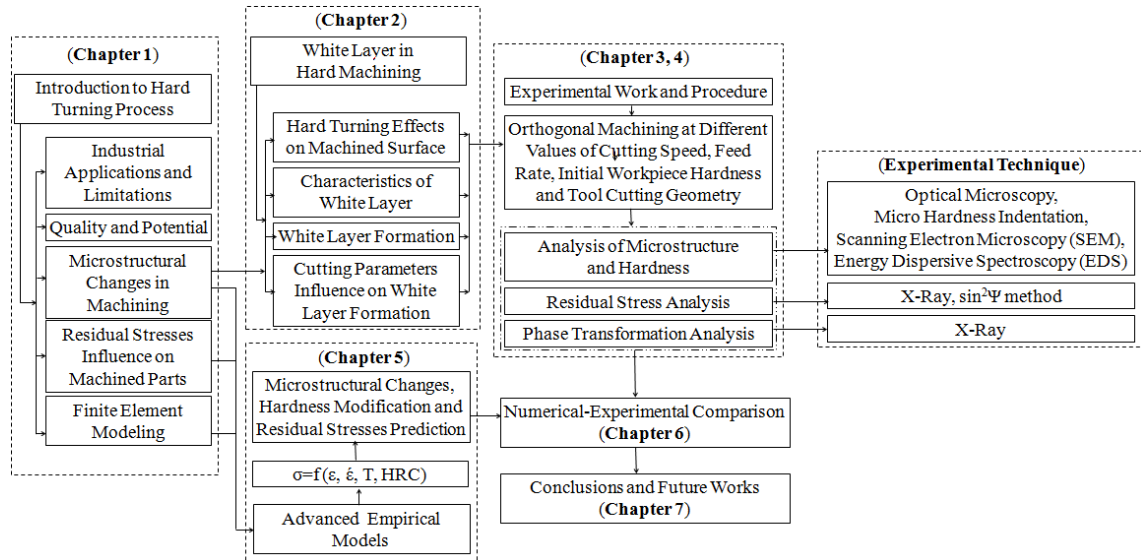 (Chapter 1)
Introduction to Hard
Turning Process
Industrial
Applications and
Limitations
Quality and Potential
Microstructural
Changes in
Machining
Residual Stresses
Influence on
Machined Parts
Finite Element
Modeling
(Chapter 2)
White Layer in
Hard Machining
Hard Turning Effects
on Machined Surface
Characteristics of
White Layer
White Layer Formation
Cutting Parameters
Influence on White
Layer Formation
(Chapter 5)
Microstructural Changes,
Hardness Modification and
Residual Stresses Prediction
σ=f(ε, έ, T, HRC)
Advanced Empirical
Models
(Chapter 3, 4)
Experimental Work and Procedure
Orthogonal Machining at Different
Values of Cutting Speed, Feed
Rate, Initial Workpiece Hardness
and Tool Cutting Geometry
Analysis of Microstructure
and Hardness
Residual Stress Analysis
Phase Transformation Analysis
Numerical-Experimental Comparison
(Chapter 6)
Conclusions and Future Works
(Chapter 7)
(Experimental Technique)
Optical Microscopy,
Micro Hardness Indentation,
Scanning Electron Microscopy (SEM),
Energy Dispersive Spectroscopy (EDS)
X-Ray, sin²Ψ method
X-Ray